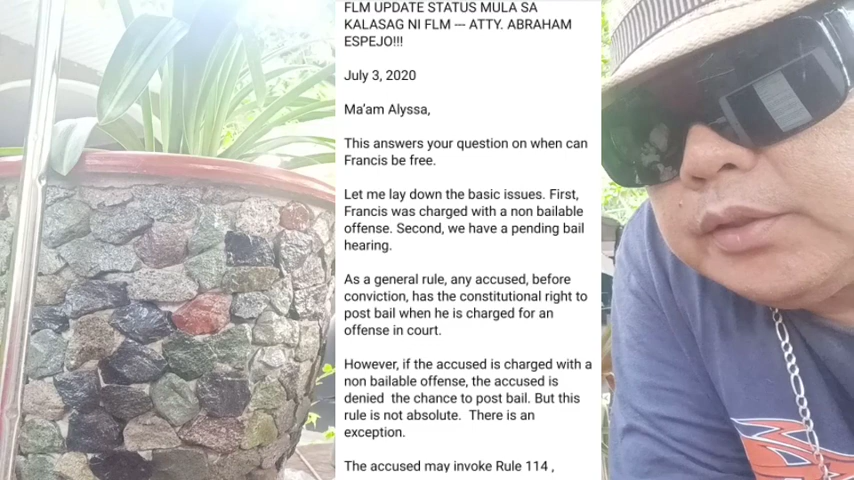 FLM UPDATE STATUS MULA SA
KALASAG NI FLM --- ATTY. ABRAHAM
ESPEJO!!!
July 3, 2020
Ma'am Alyssa,
This answers your question on when can
Francis be free.
Let me lay down the basic issues. First,
Francis was charged with a non bailable
offense. Second, we have a pending bail
hearing.
As a general rule, any accused, before
conviction, has the constitutional right to
post bail when he is charged for an
offense in court.
However, if the accused is charged with a
non bailable offense, the accused is
denied the chance to post bail. But this
rule is not absolute. There is an
exception.
The accused may invoke Rule 114 ,